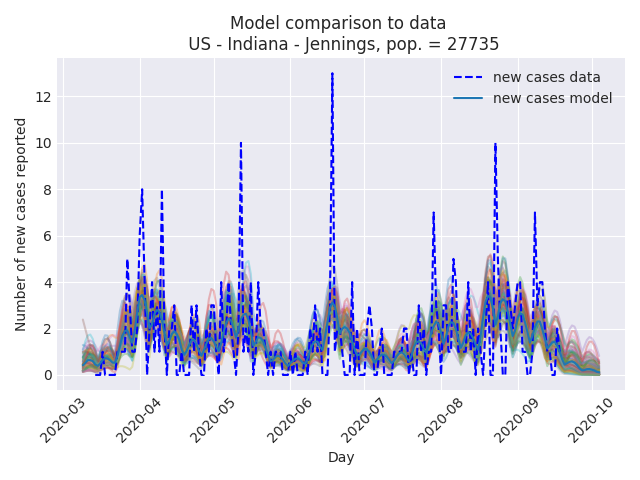 Model comparison to data
US - Indiana - Jennings, pop. = 27735
new cases data
new cases model
Number of new cases reported
12
10
8
6
4
2
0
2020-03
2020-04
2020-05
2020-06
2020-07
2020-08
2020-09
2020-10
Day